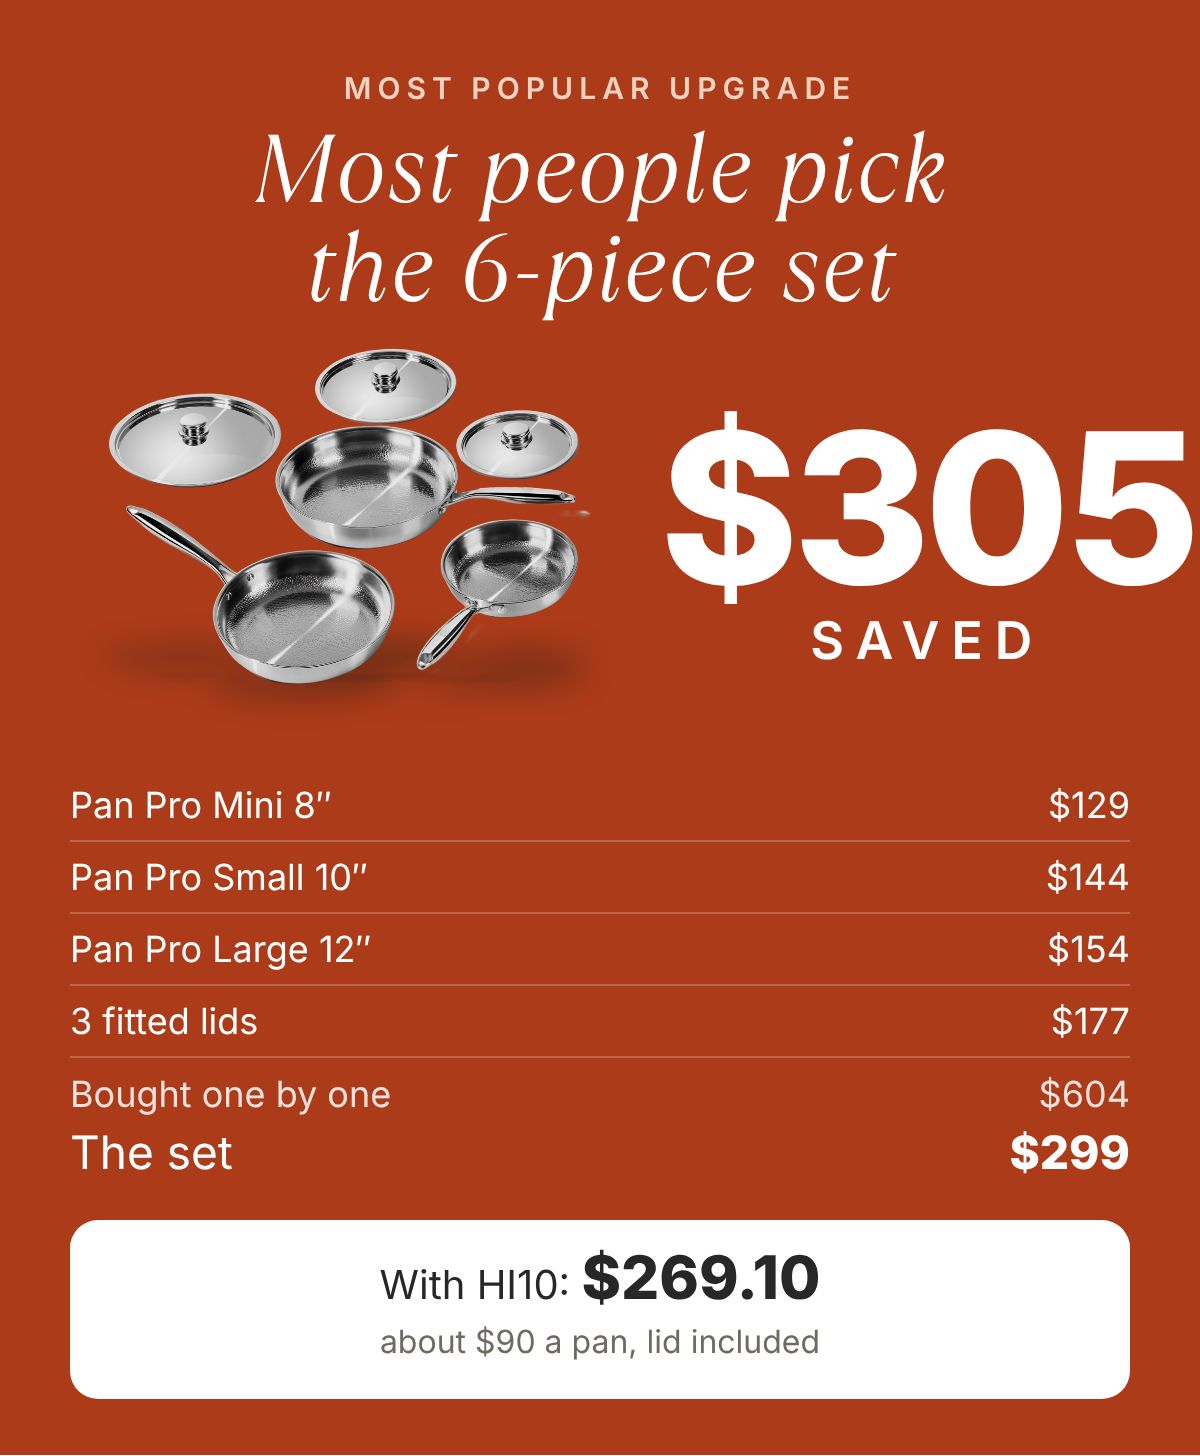 MOST POPULAR UPGRADE
Most people pick
the 6-piece set
$305
SAVED
Pan Pro Mini 8″ $129
Pan Pro Small 10″ $144
Pan Pro Large 12″ $154
3 fitted lids $177
Bought one by one $604
The set $299
With HI10: $269.10
about $90 a pan, lid included